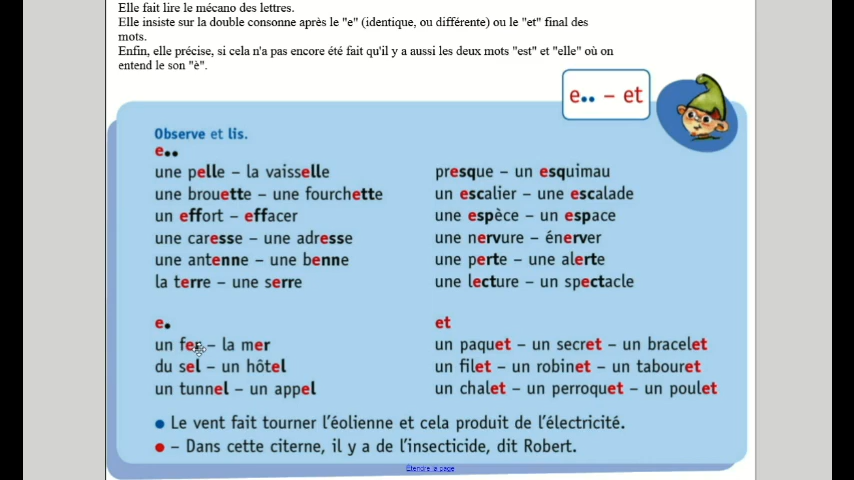 Elle fait lire le mécano des lettres.
Elle insiste sur la double consonne après le "e" (identique, ou différente) ou le "et" final des
mots.
Enfin, elle précise, si cela n'a pas encore été fait qu'il y a aussi les deux mots "est" et "elle" où on
entend le son "è".
e.. – et
Observe et lis.
e..
une pelle – la vaisselle
une brouette – une fourchette
un effort – effacer
une caresse – une adresse
une antenne – une benne
la terre – une serre
presque – un esquimau
un escalier – une escalade
une espèce – un espace
une nervure – énerver
une perte – une alerte
une lecture – un spectacle
e.
un fer – la mer
du sel – un hôtel
un tunnel – un appel
et
un paquet – un secret – un bracelet
un filet – un robinet – un tabouret
un chalet – un perroquet – un poulet
• Le vent fait tourner l'éolienne et cela produit de l'électricité.
• – Dans cette citerne, il y a de l'insecticide, dit Robert.
Étendre la page